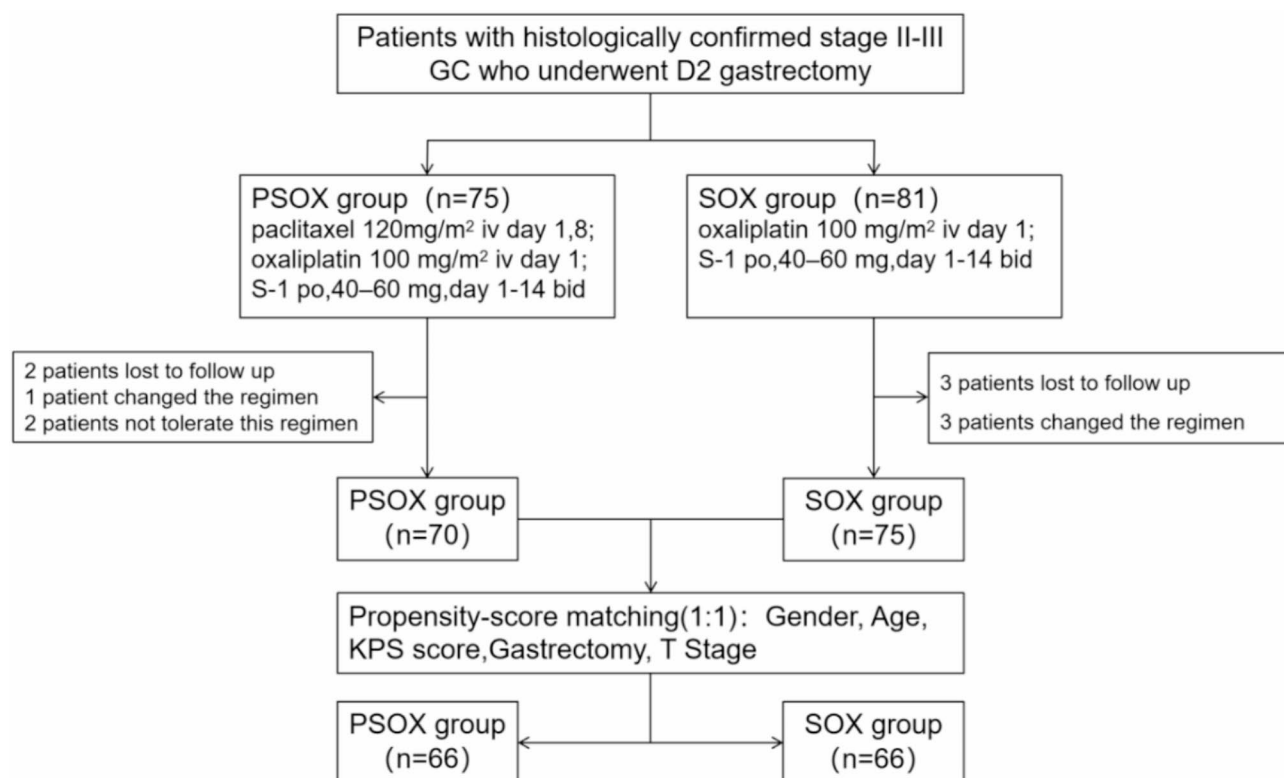 Patients with histologically confirmed stage II-III
GC who underwent D2 gastrectomy
PSOX group (n=75)
paclitaxel 120mg/m² iv day 1,8;
oxaliplatin 100 mg/m² iv day 1;
S-1 po,40–60 mg,day 1-14 bid
SOX group (n=81)
oxaliplatin 100 mg/m² iv day 1;
S-1 po,40–60 mg,day 1-14 bid
2 patients lost to follow up
1 patient changed the regimen
2 patients not tolerate this regimen
3 patients lost to follow up
3 patients changed the regimen
PSOX group
(n=70)
SOX group
(n=75)
Propensity-score matching(1:1): Gender, Age,
KPS score,Gastrectomy, T Stage
PSOX group
(n=66)
SOX group
(n=66)